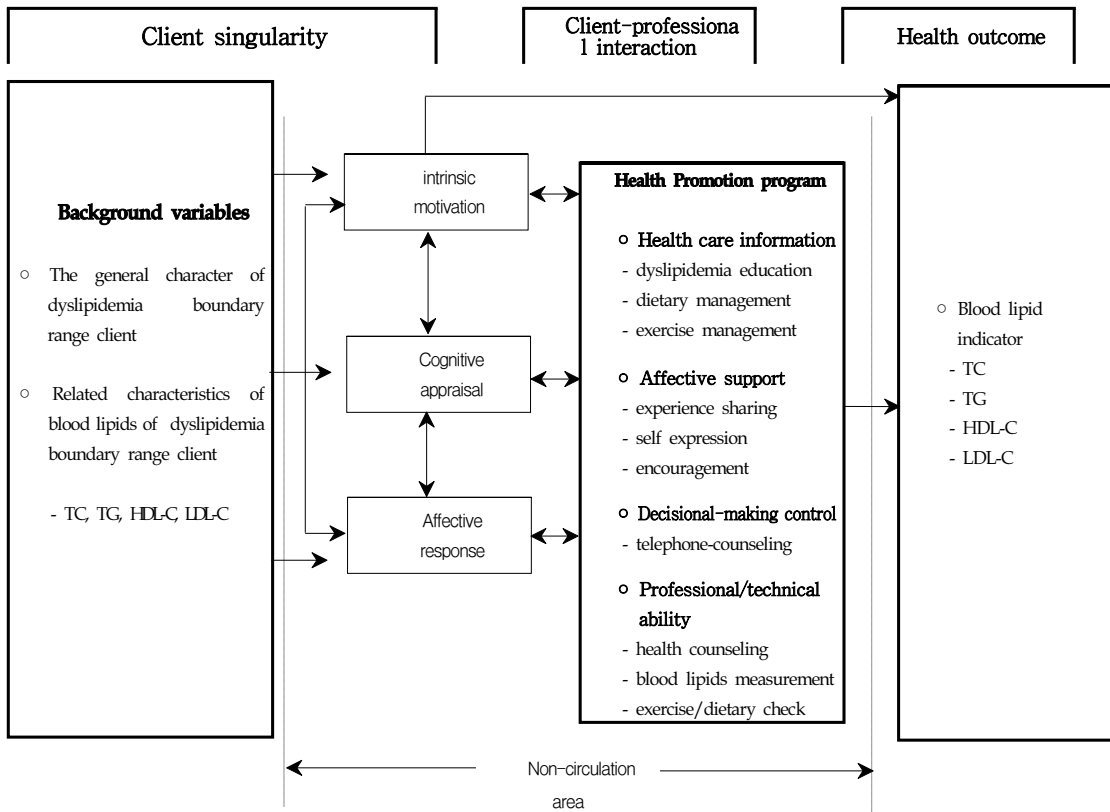 Client singularity
Client-professiona
l interaction
Health outcome
Background variables
○ The general character of
dyslipidemia boundary
range client
○ Related characteristics of
blood lipids of dyslipidemia
boundary range client
- TC, TG, HDL-C, LDL-C
intrinsic
motivation
Cognitive
appraisal
Affective
response
Health Promotion program
○ Health care information
- dyslipidemia education
- dietary management
- exercise management
○ Affective support
- experience sharing
- self expression
- encouragement
○ Decisional-making control
- telephone-counseling
○ Professional/technical
ability
- health counseling
- blood lipids measurement
- exercise/dietary check
○ Blood lipid
indicator
- TC
- TG
- HDL-C
- LDL-C
Non-circulation
area